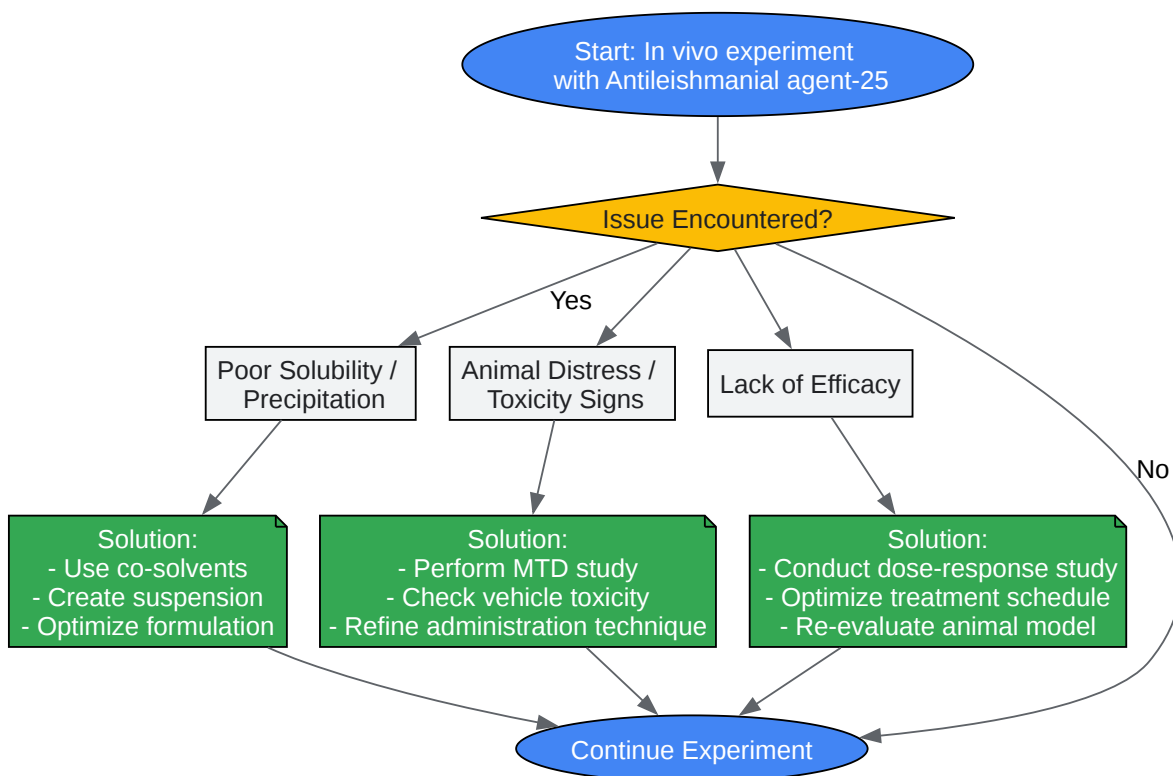 Start: In vivo experiment
with Antileishmanial agent-25
Issue Encountered?
Yes
Poor Solubility /
Precipitation
Animal Distress /
Toxicity Signs
Lack of Efficacy
No
Solution:
- Use co-solvents
- Create suspension
- Optimize formulation
Solution:
- Perform MTD study
- Check vehicle toxicity
- Refine administration technique
Solution:
- Conduct dose-response study
- Optimize treatment schedule
- Re-evaluate animal model
Continue Experiment